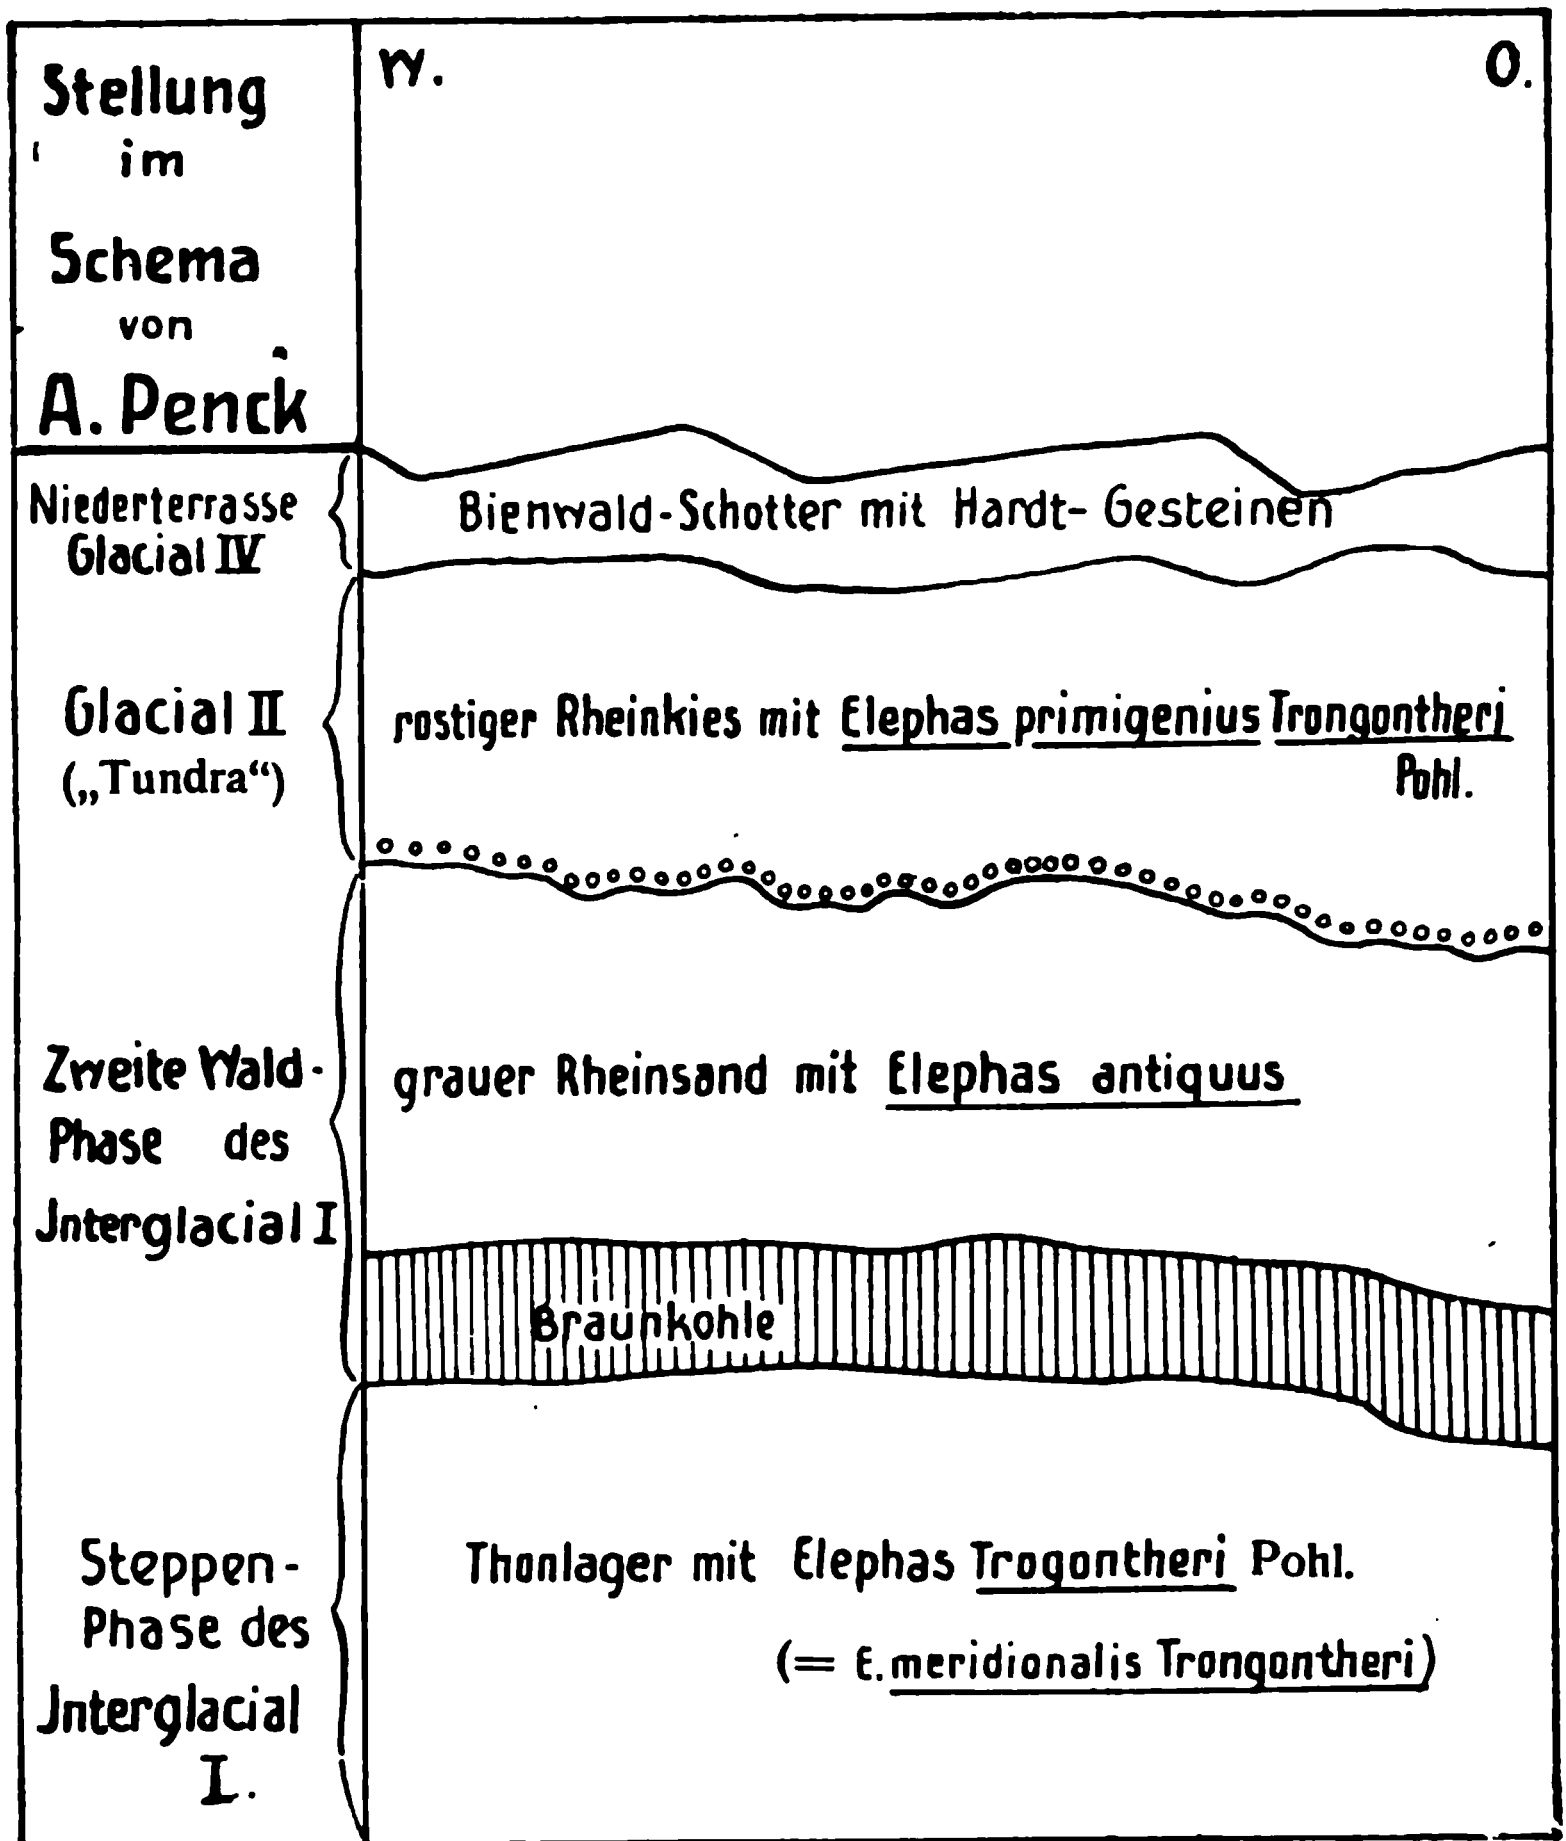 Stellung
im
Schema
von
A. Penck
W.
O.
Niederterrasse
Glacial IV
Bienwald-Schotter mit Hardt-Gesteinen
Glacial II
(„Tundra“)
rostiger Rheinkies mit Elephas primigenius Trongontheri
Pohl.
Zweite Wald-
Phase des
Jnterglacial I
grauer Rheinsand mit Elephas antiquus
Braunkohle
Steppen-
Phase des
Jnterglacial
I.
Thonlager mit Elephas Trogontheri Pohl.
(= E. meridionalis Trongontheri)